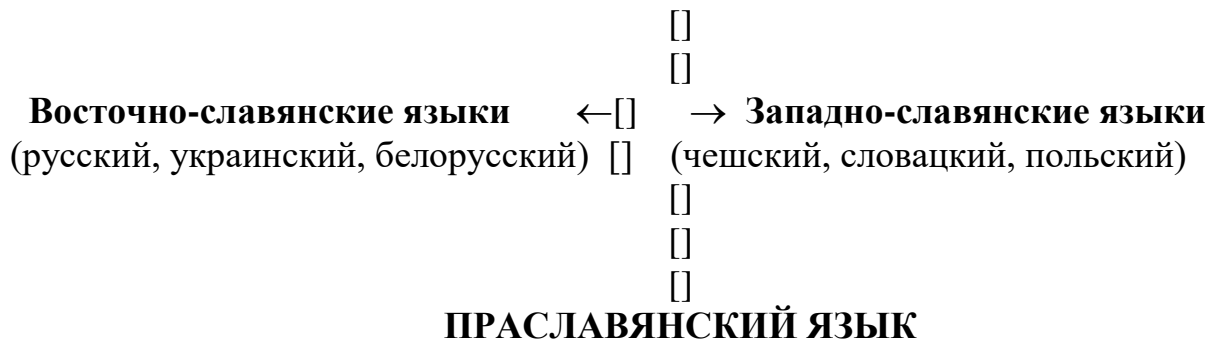 []
[]
Восточно-славянские языки ←[] → Западно-славянские языки
(русский, украинский, белорусский) [] (чешский, словацкий, польский)
[]
[]
[]
ПРАСЛАВЯНСКИЙ ЯЗЫК